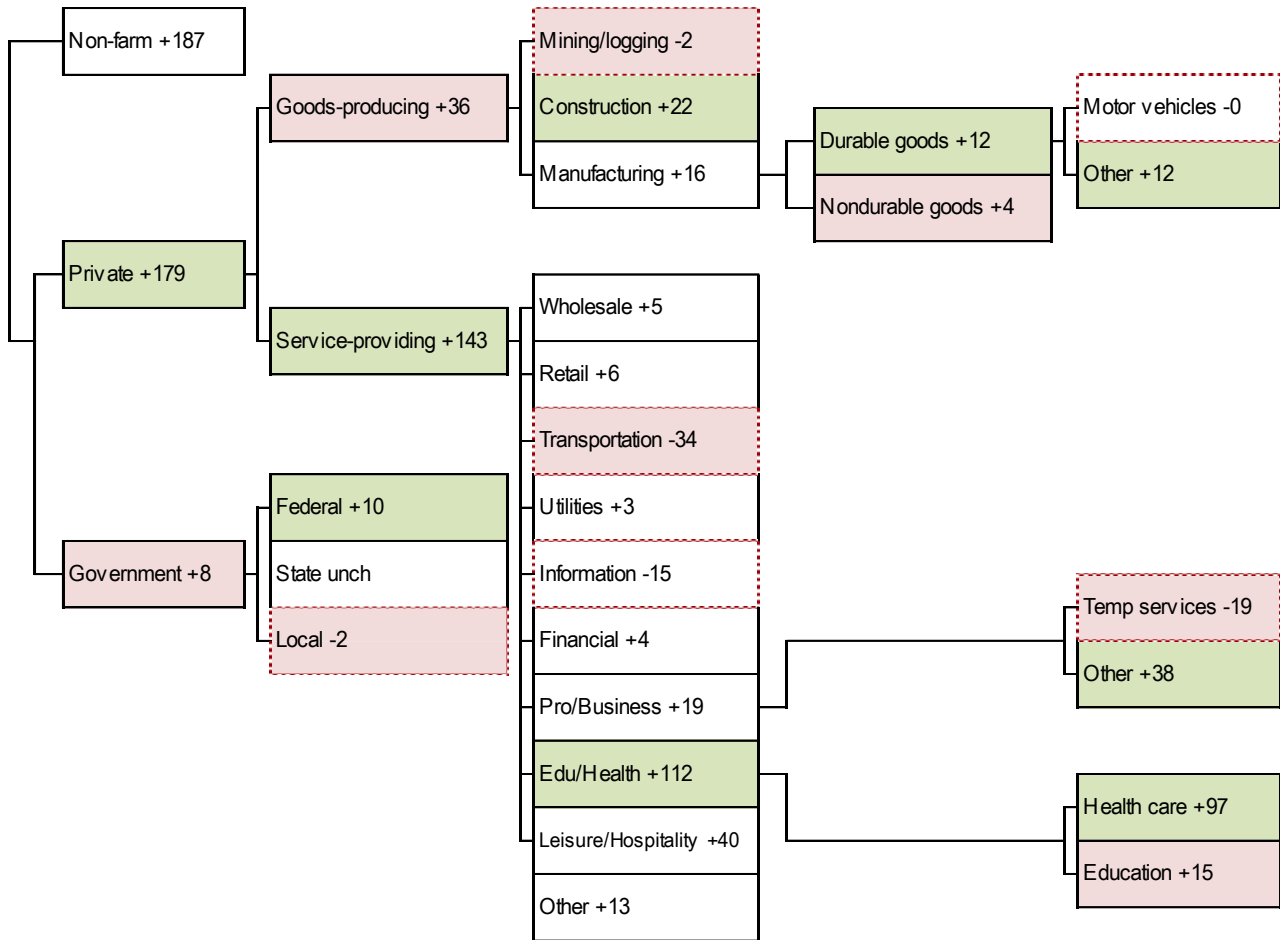 Non-farm +187
Private +179
Government +8
Goods-producing +36
Service-providing +143
Federal +10
State unch
Local -2
Mining/logging -2
Construction +22
Manufacturing +16
Wholesale +5
Retail +6
Transportation -34
Utilities +3
Information -15
Financial +4
Pro/Business +19
Edu/Health +112
Leisure/Hospitality +40
Other +13
Durable goods +12
Nondurable goods +4
Motor vehicles -0
Other +12
Temp services -19
Other +38
Health care +97
Education +15